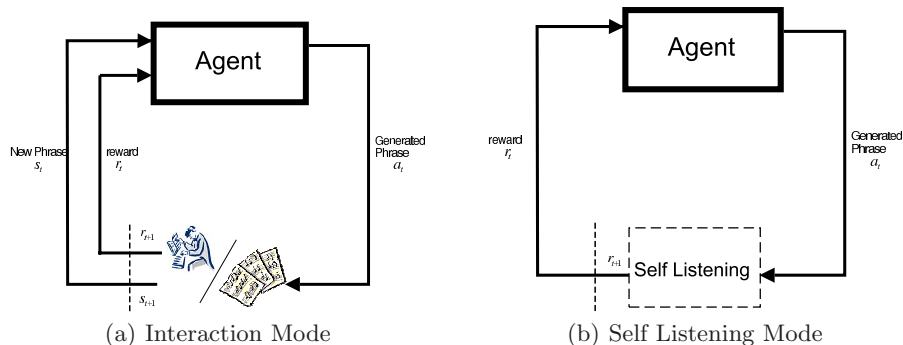 Agent
New Phrase
s_t
reward
r_t
Generated
Phrase
a_t
r_{t+1}
s_{t+1}
(a) Interaction Mode
Agent
reward
r_t
Generated
Phrase
a_t
r_{t+1}
Self Listening
(b) Self Listening Mode